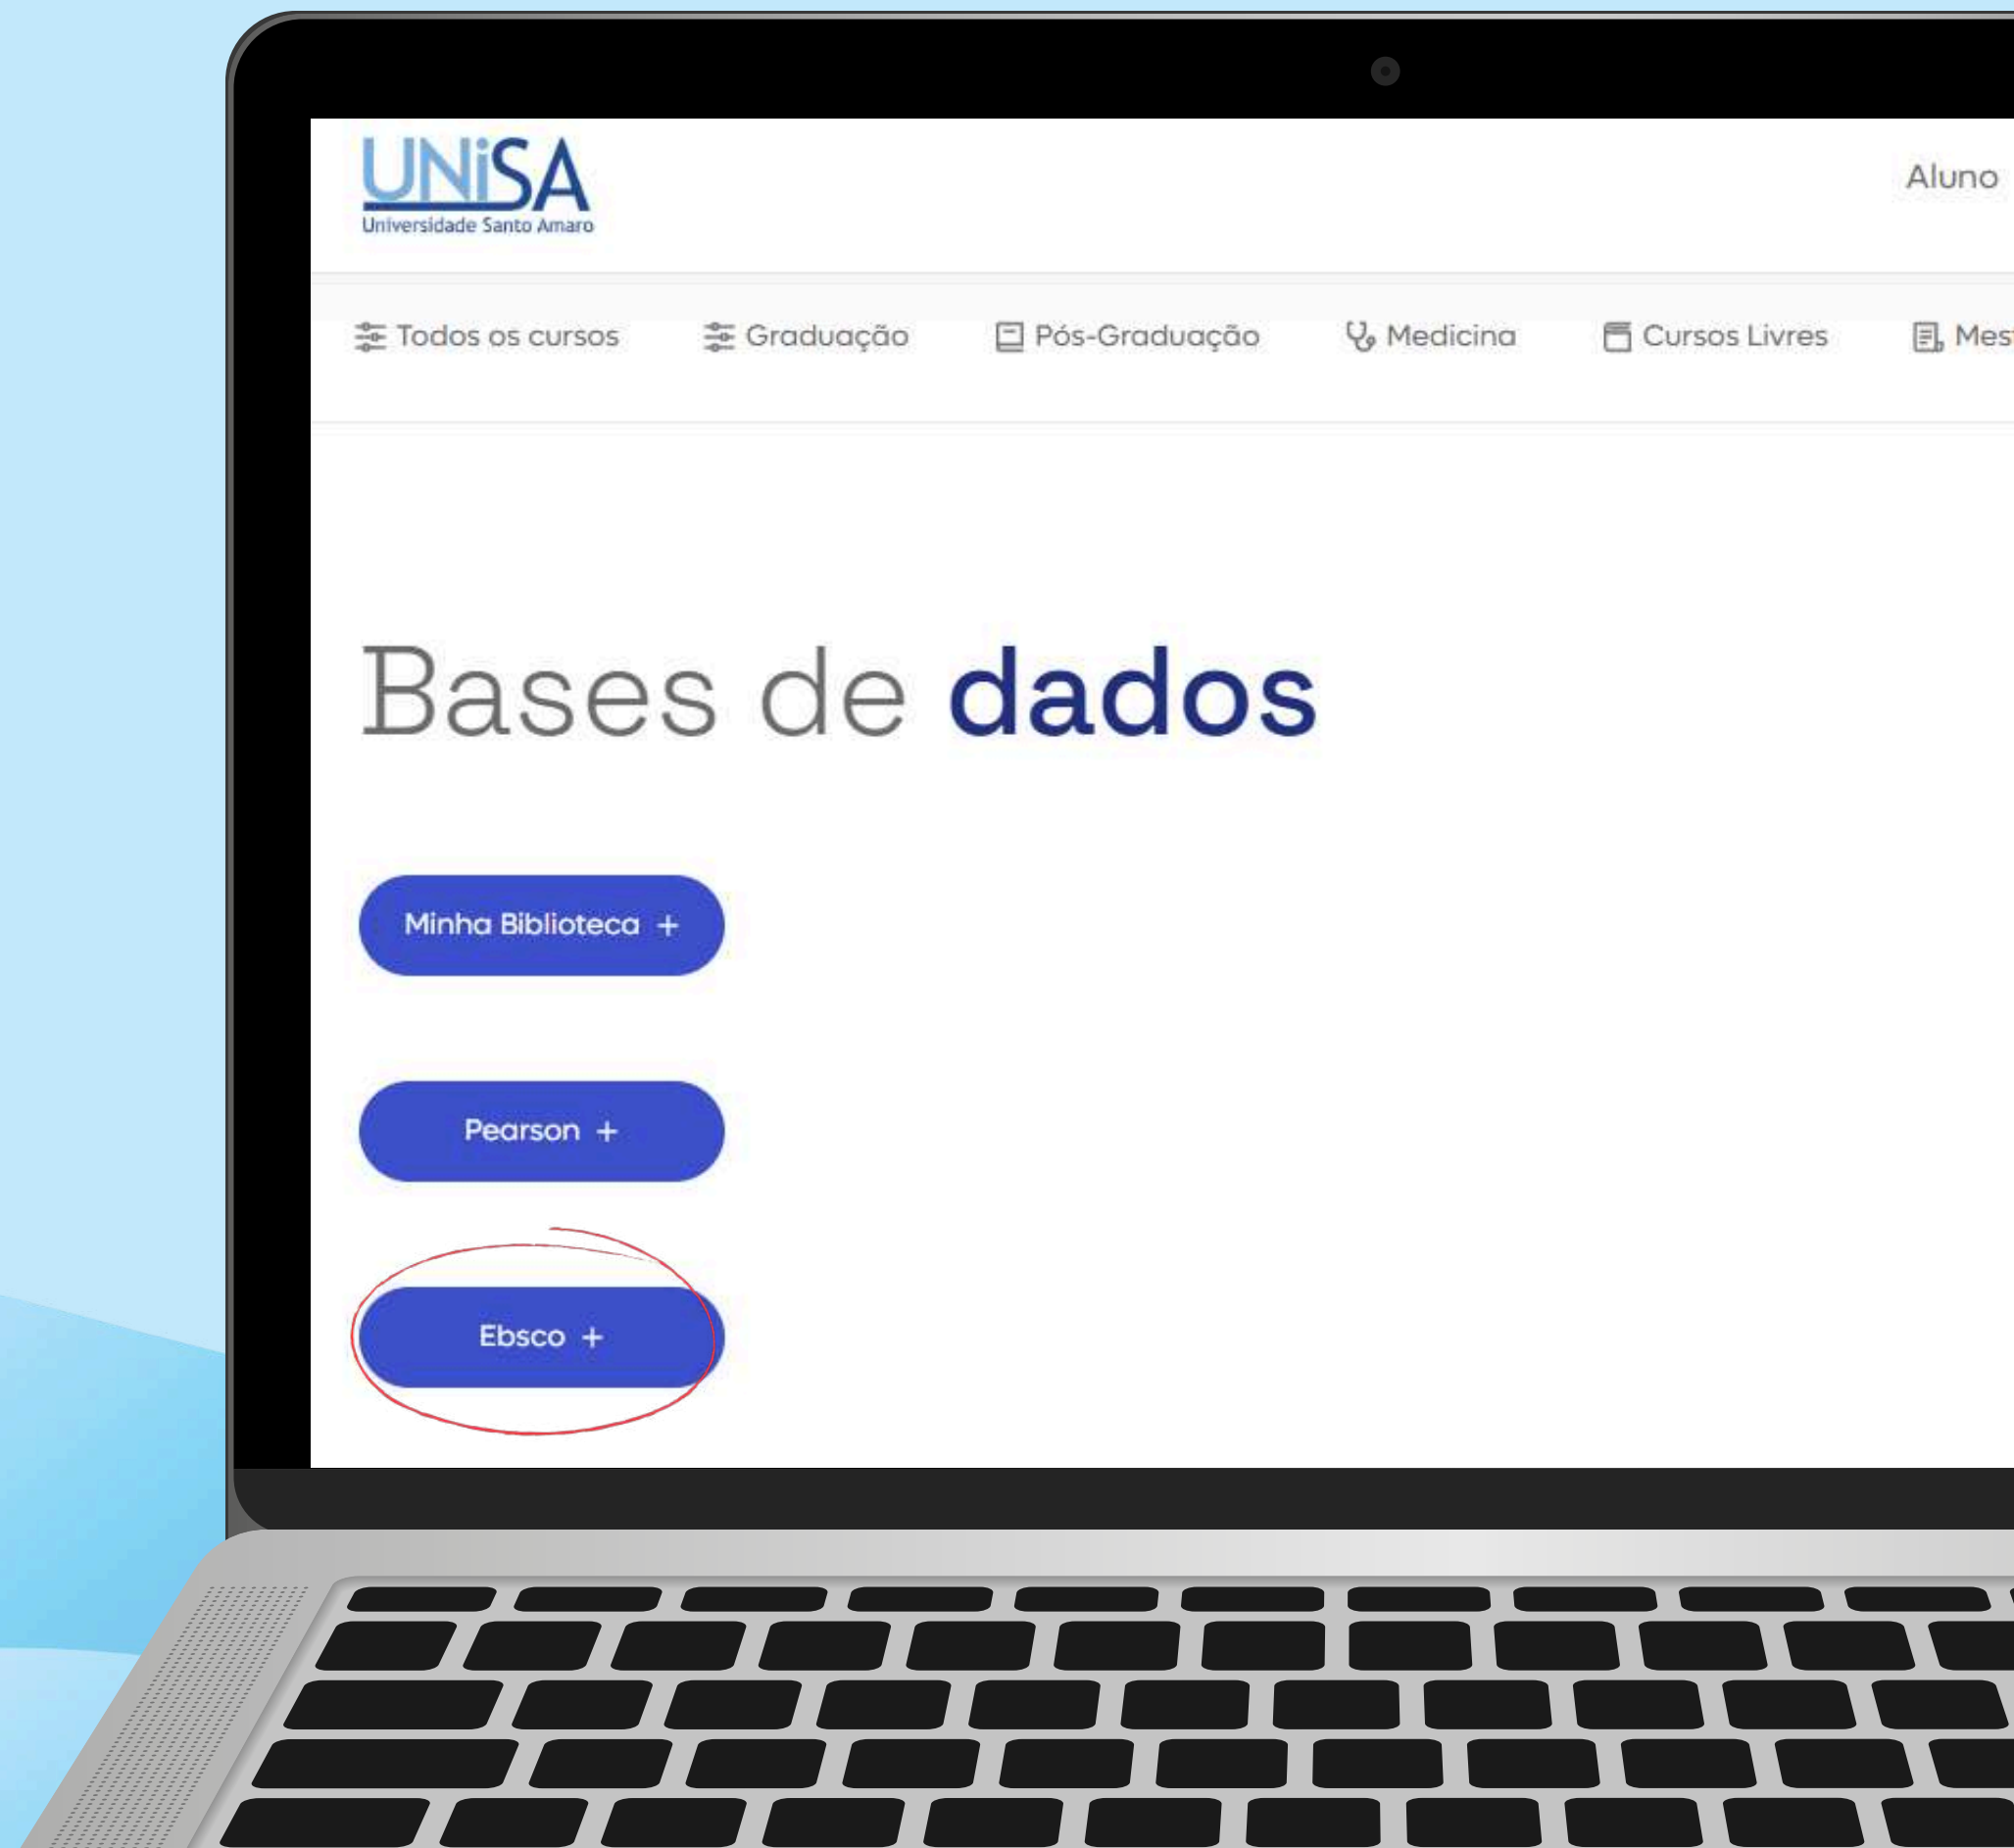 UNiSA
Universidade Santo Amaro
Aluno
Todos os cursos Graduação Pós-Graduação Medicina Cursos Livres
Bases de dados
Minha Biblioteca +
Pearson +
Ebsco +